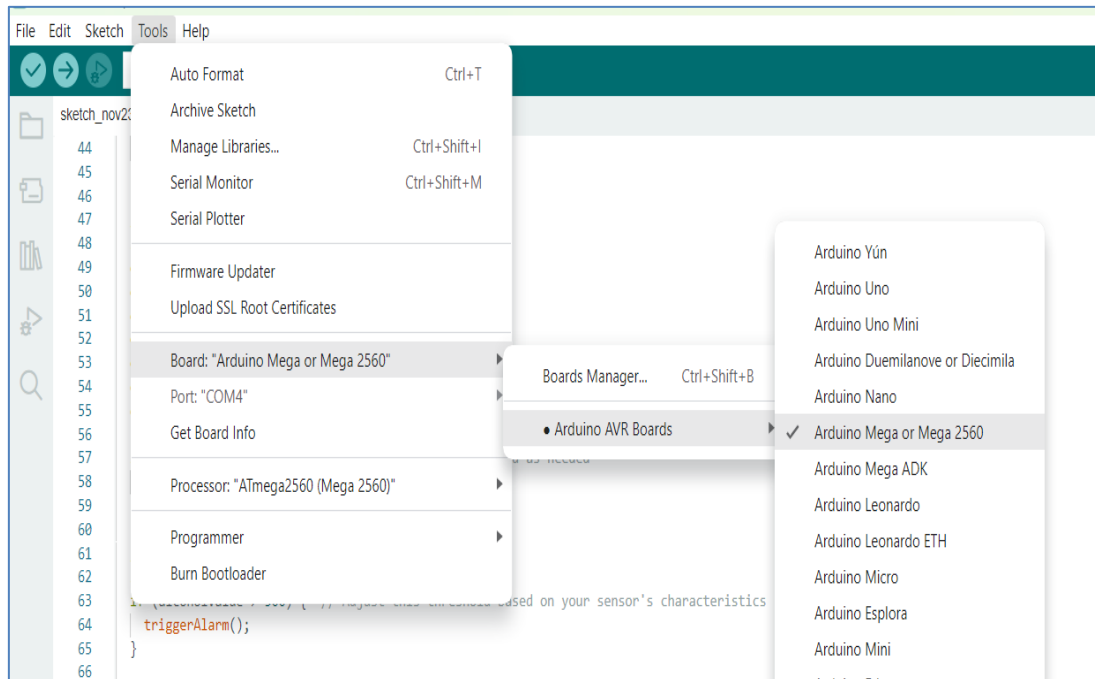 File Edit Sketch Tools Help
sketch_nov23
Auto Format Ctrl+T
Archive Sketch
Manage Libraries... Ctrl+Shift+I
Serial Monitor Ctrl+Shift+M
Serial Plotter
Firmware Updater
Upload SSL Root Certificates
Board: "Arduino Mega or Mega 2560"
Port: "COM4"
Get Board Info
Processor: "ATmega2560 (Mega 2560)"
Programmer
Burn Bootloader
Boards Manager... Ctrl+Shift+B
● Arduino AVR Boards
Arduino Yún
Arduino Uno
Arduino Uno Mini
Arduino Duemilanove or Diecimila
Arduino Nano
✓ Arduino Mega or Mega 2560
Arduino Mega ADK
Arduino Leonardo
Arduino Leonardo ETH
Arduino Micro
Arduino Esplora
Arduino Mini
44
45
46
47
48
49
50
51
52
53
54
55
56
57 as needed
58
59
60
61
62
63 based on your sensor's characteristics
64 triggerAlarm();
65 }
66